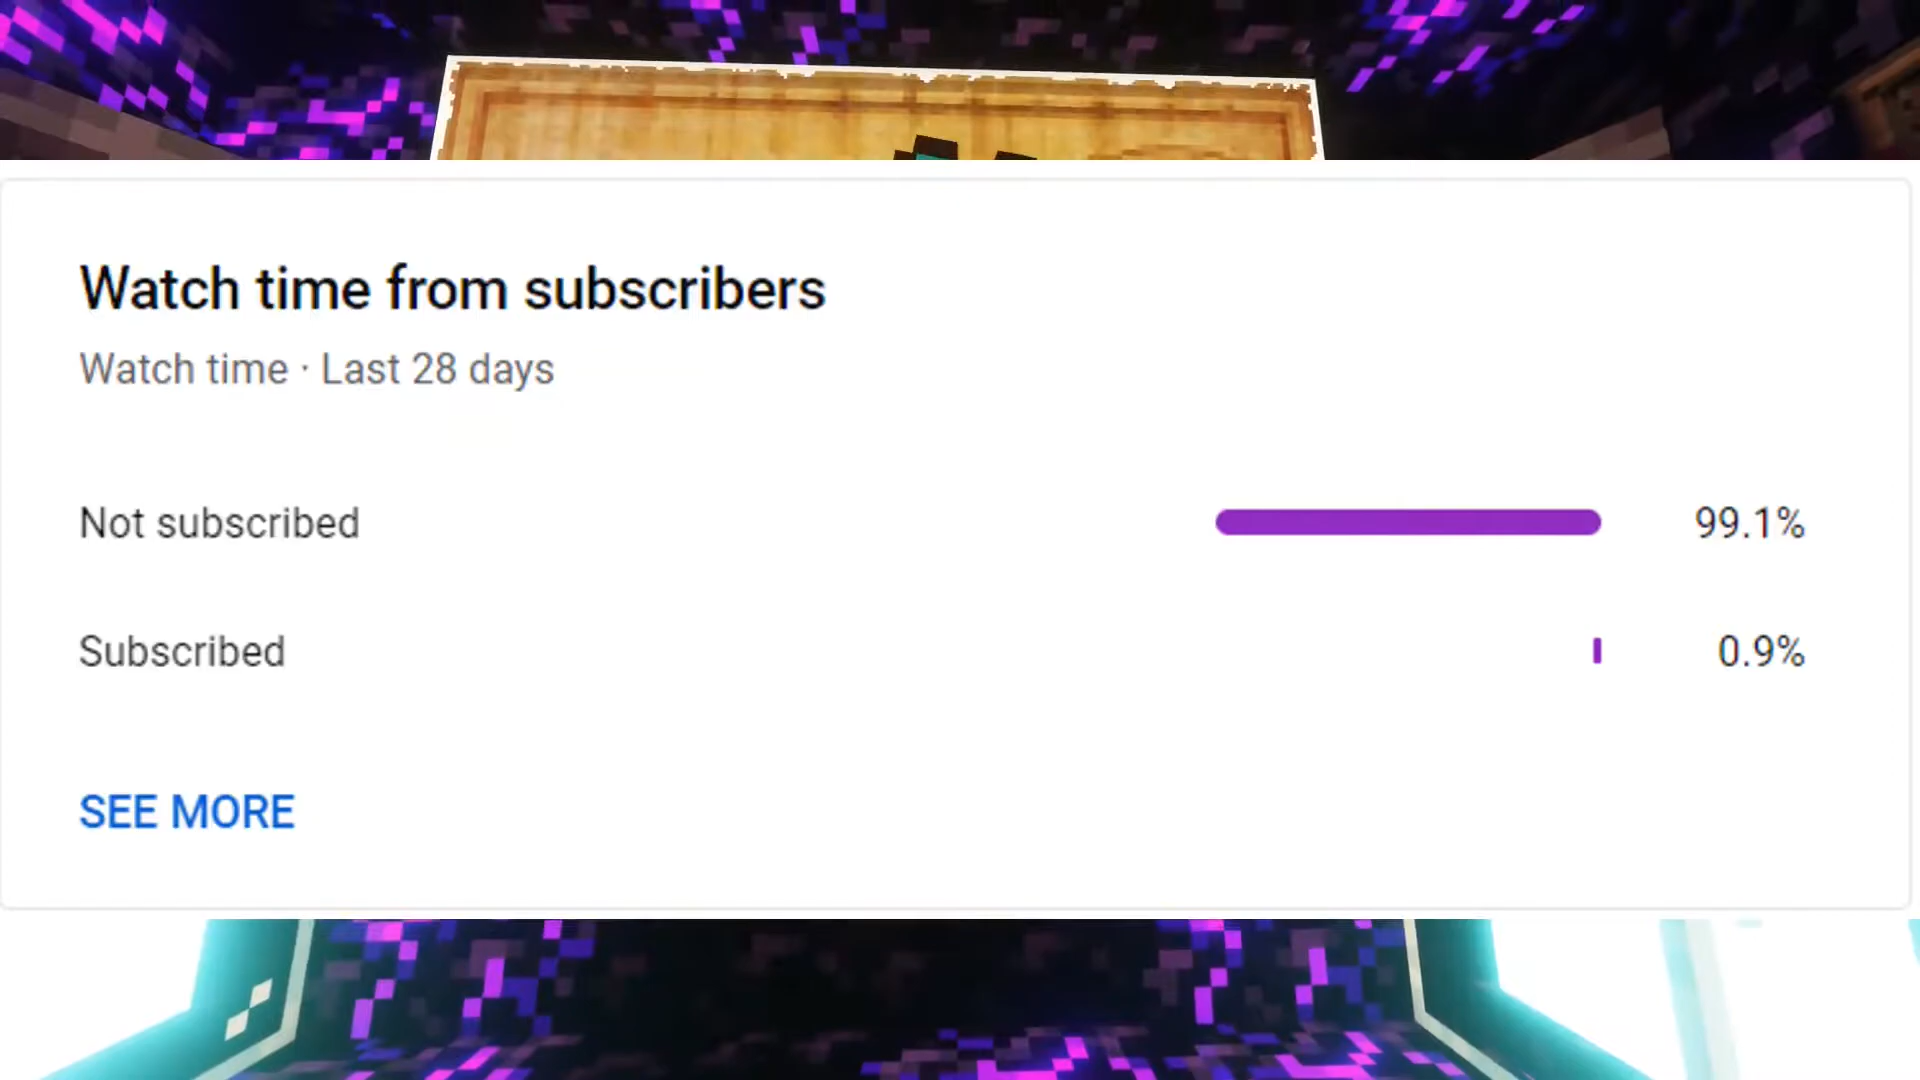 Watch time from subscribers
Watch time · Last 28 days
Not subscribed 99.1%
Subscribed 0.9%
SEE MORE